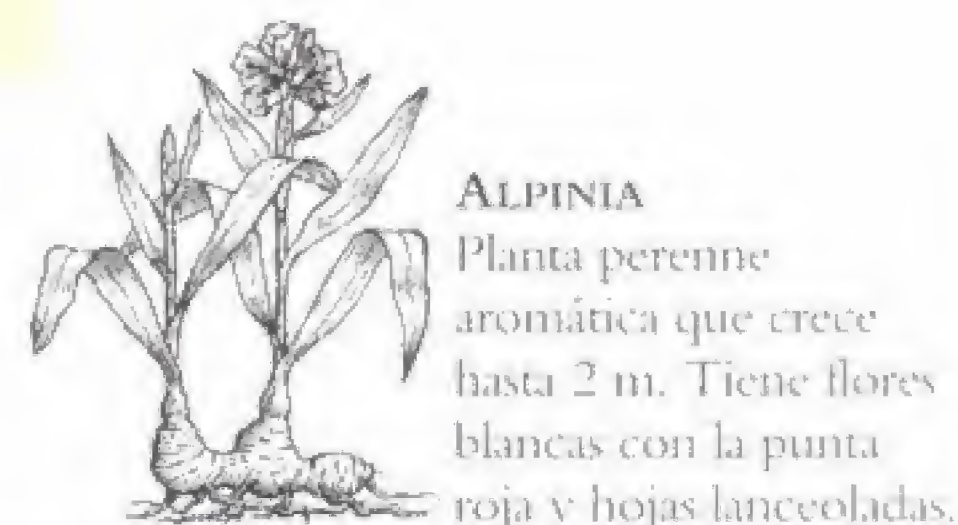 ALPINIA
Planta perenne
aromática que crece
hasta 2 m. Tiene flores
blancas con la punta
roja y hojas lanceoladas.